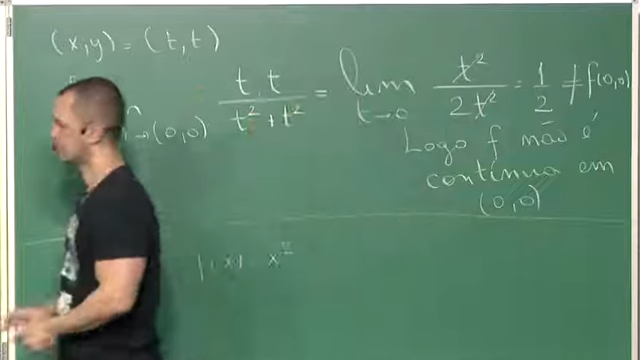 (x,y) = (t,t)
t.t / t² + t² = lim t→0 t² / 2t² = 1/2 ≠ f(0,0)
→(0,0)
Logo f não é
contínua em
(0,0)